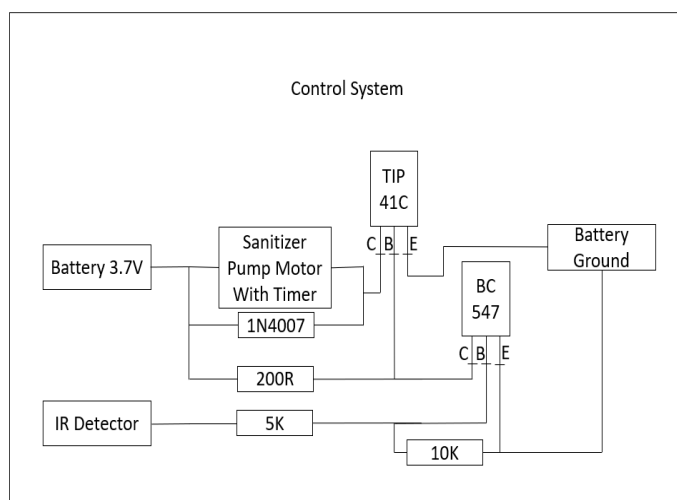 Control System
TIP
41C
C B E
Battery 3.7V
Sanitizer
Pump Motor
With Timer
Battery
Ground
BC
547
1N4007
C B E
200R
IR Detector
5K
10K